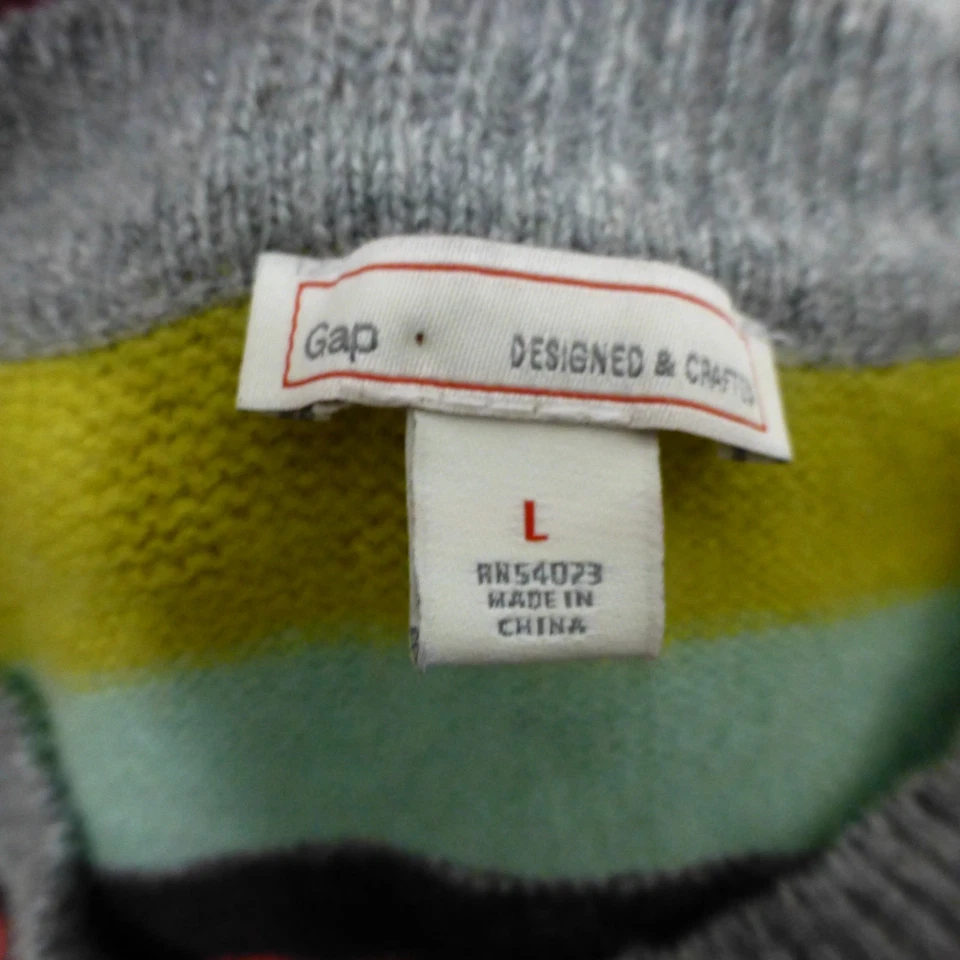 Gap
DESIGNED & CRAFTED
L
RN54023
MADE IN
CHINA